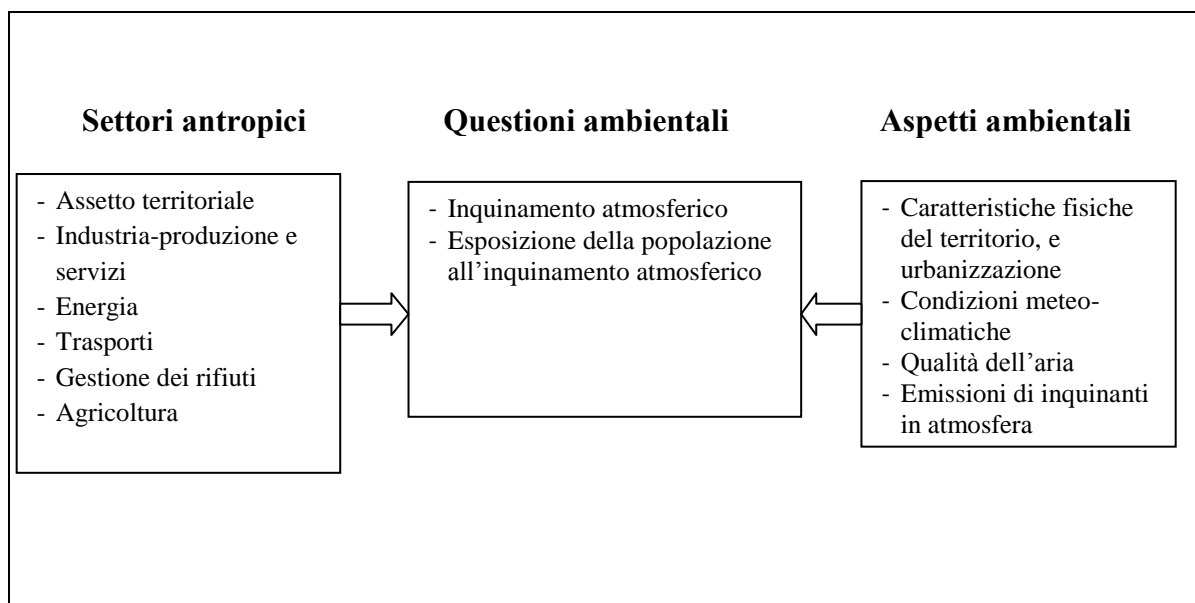 Settori antropici
Questioni ambientali
Aspetti ambientali
- Assetto territoriale
- Industria-produzione e
servizi
- Energia
- Trasporti
- Gestione dei rifiuti
- Agricoltura
- Inquinamento atmosferico
- Esposizione della popolazione
all’inquinamento atmosferico
- Caratteristiche fisiche
del territorio, e
urbanizzazione
- Condizioni meteo-
climatiche
- Qualità dell’aria
- Emissioni di inquinanti
in atmosfera